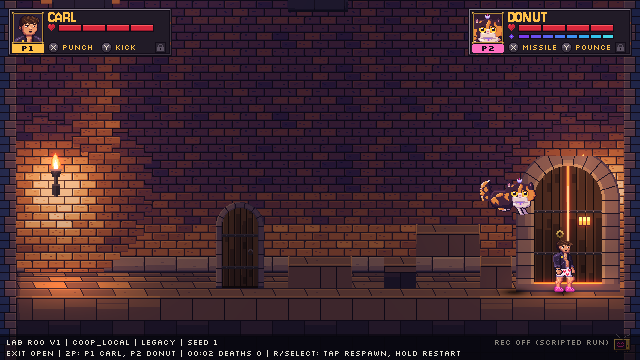 CARL
P1
X PUNCH Y KICK
DONUT
P2
X MISSILE Y POUNCE
LAB ROO V1 | COOP_LOCAL | LEGACY | SEED 1
REC OFF (SCRIPTED RUN)
EXIT OPEN | 2P: P1 CARL, P2 DONUT | 00:02 DEATHS 0 | R/SELECT: TAP RESPAWN, HOLD RESTART